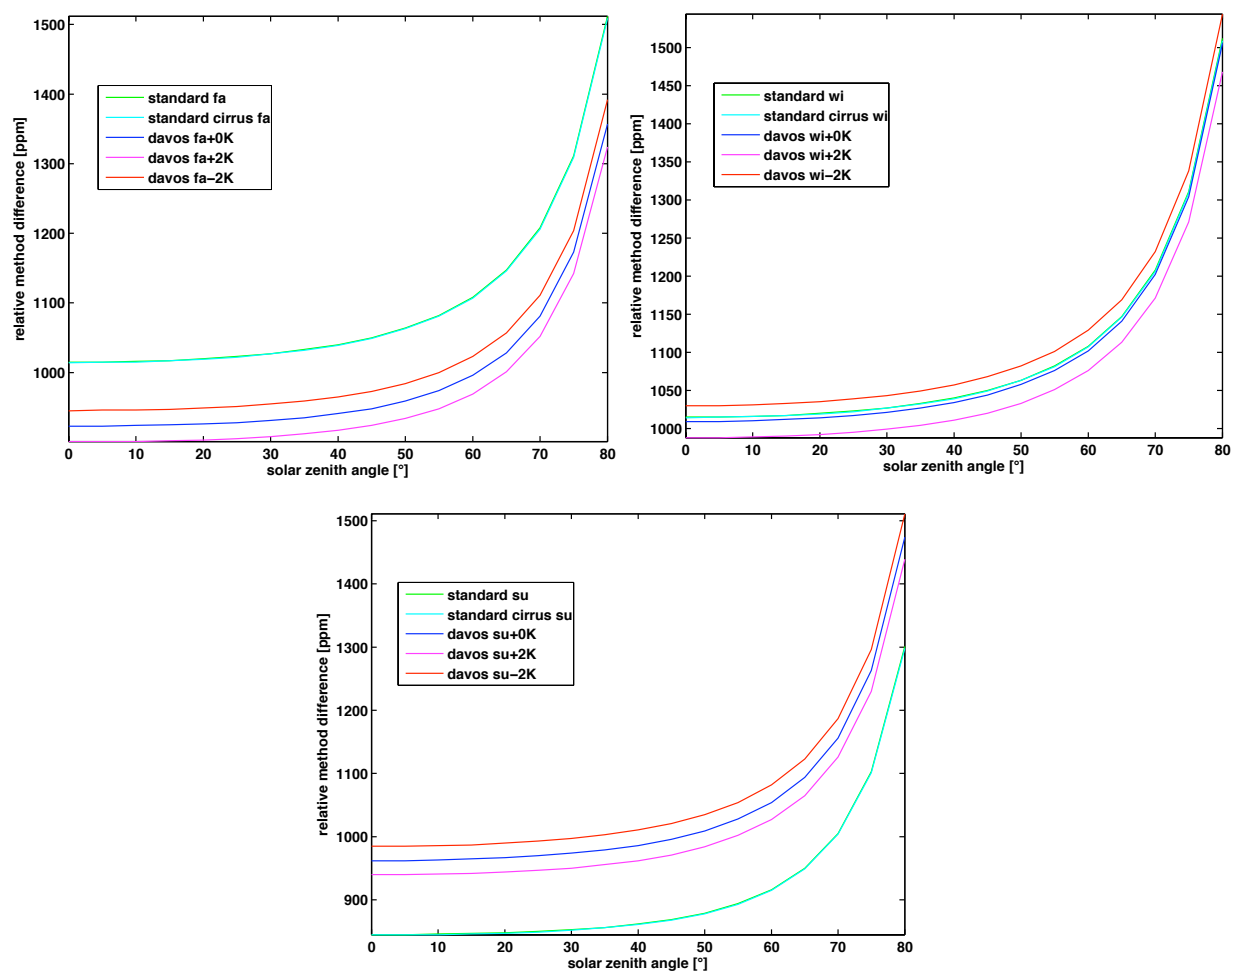 1500
1400
1300
1200
1100
1000
relative method difference [ppm]
standard fa
standard cirrus fa
davos fa+0K
davos fa+2K
davos fa−2K
0 10 20 30 40 50 60 70 80
solar zenith angle [°]
1500
1450
1400
1350
1300
1250
1200
1150
1100
1050
1000
relative method difference [ppm]
standard wi
standard cirrus wi
davos wi+0K
davos wi+2K
davos wi−2K
0 10 20 30 40 50 60 70 80
solar zenith angle [°]
1500
1400
1300
1200
1100
1000
900
relative method difference [ppm]
standard su
standard cirrus su
davos su+0K
davos su+2K
davos su−2K
0 10 20 30 40 50 60 70 80
solar zenith angle [°]